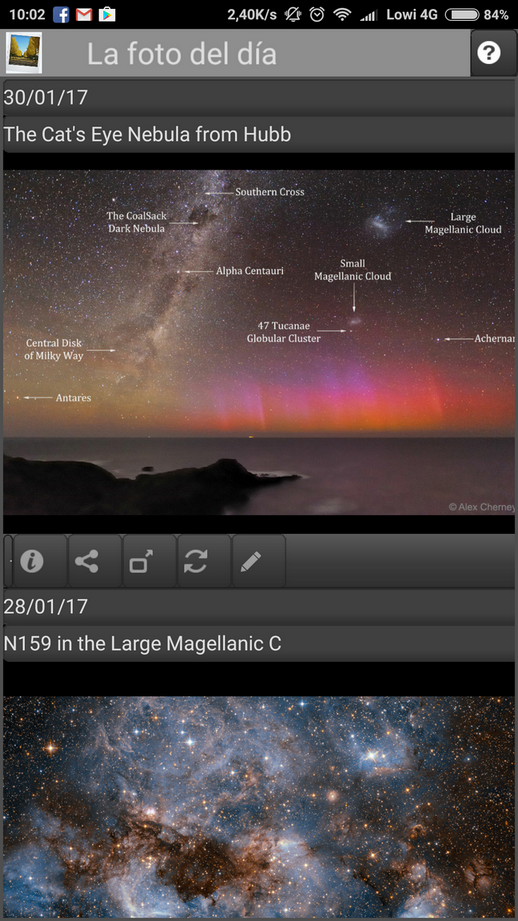 10:02
2,40K/s
Lowi 4G
84%
La foto del día
?
30/01/17
The Cat's Eye Nebula from Hubb
Southern Cross
The CoalSack
Dark Nebula
Large
Magellanic Cloud
Alpha Centauri
Small
Magellanic Cloud
47 Tucanae
Globular Cluster
Achernar
Central Disk
of Milky Way
Antares
© Alex Cherney
28/01/17
N159 in the Large Magellanic C